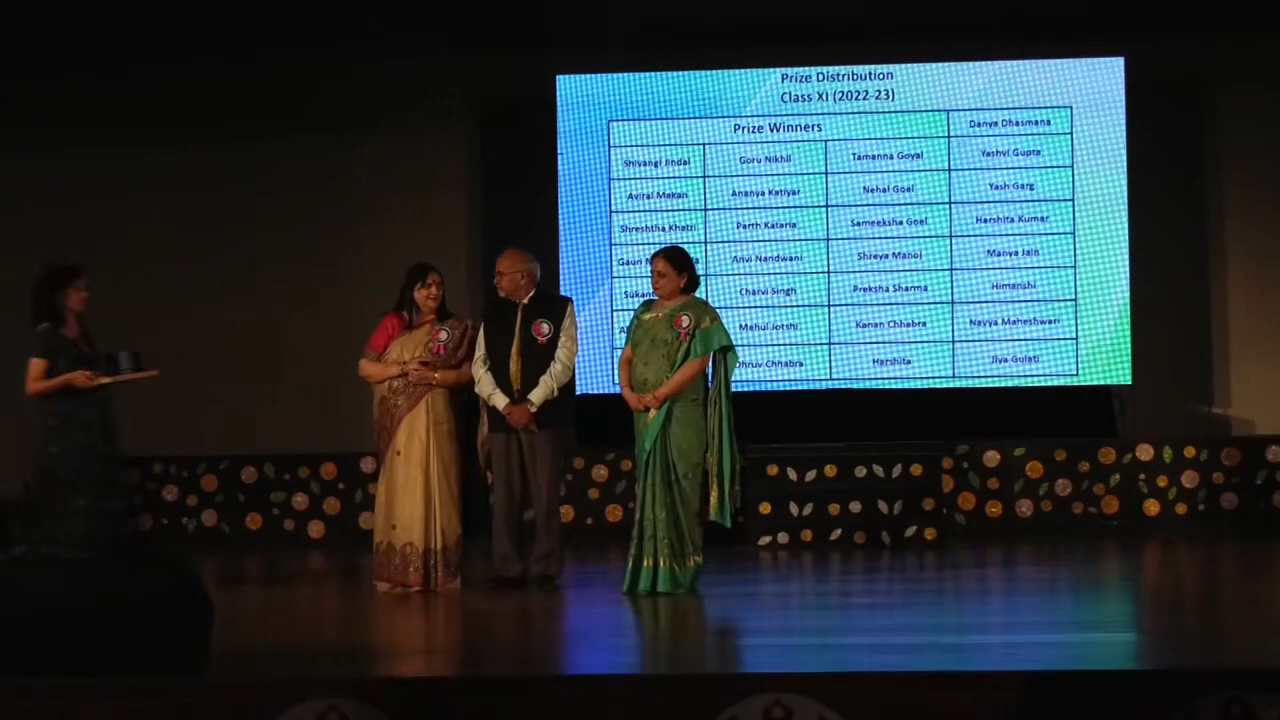 Prize Distribution
Class XI (2022-23)
Prize Winners Danya Dhasmana
Shivangi Jindal Goru Nikhil Tamanna Goyal Yashvi Gupta
Aviral Makan Ananya Katiyar Nehal Goel Yash Garg
Shreshtha Khatri Parth Kataria Sameeksha Goel Harshita Kumar
Gauri Anvi Nandwani Shreya Manoj Manya Jain
Charvi Singh Preksha Sharma Himanshi
Mehul Jotshi Kanan Chhabra Navya Maheshwari
Dhruv Chhabra Harshita Jiya Gulati